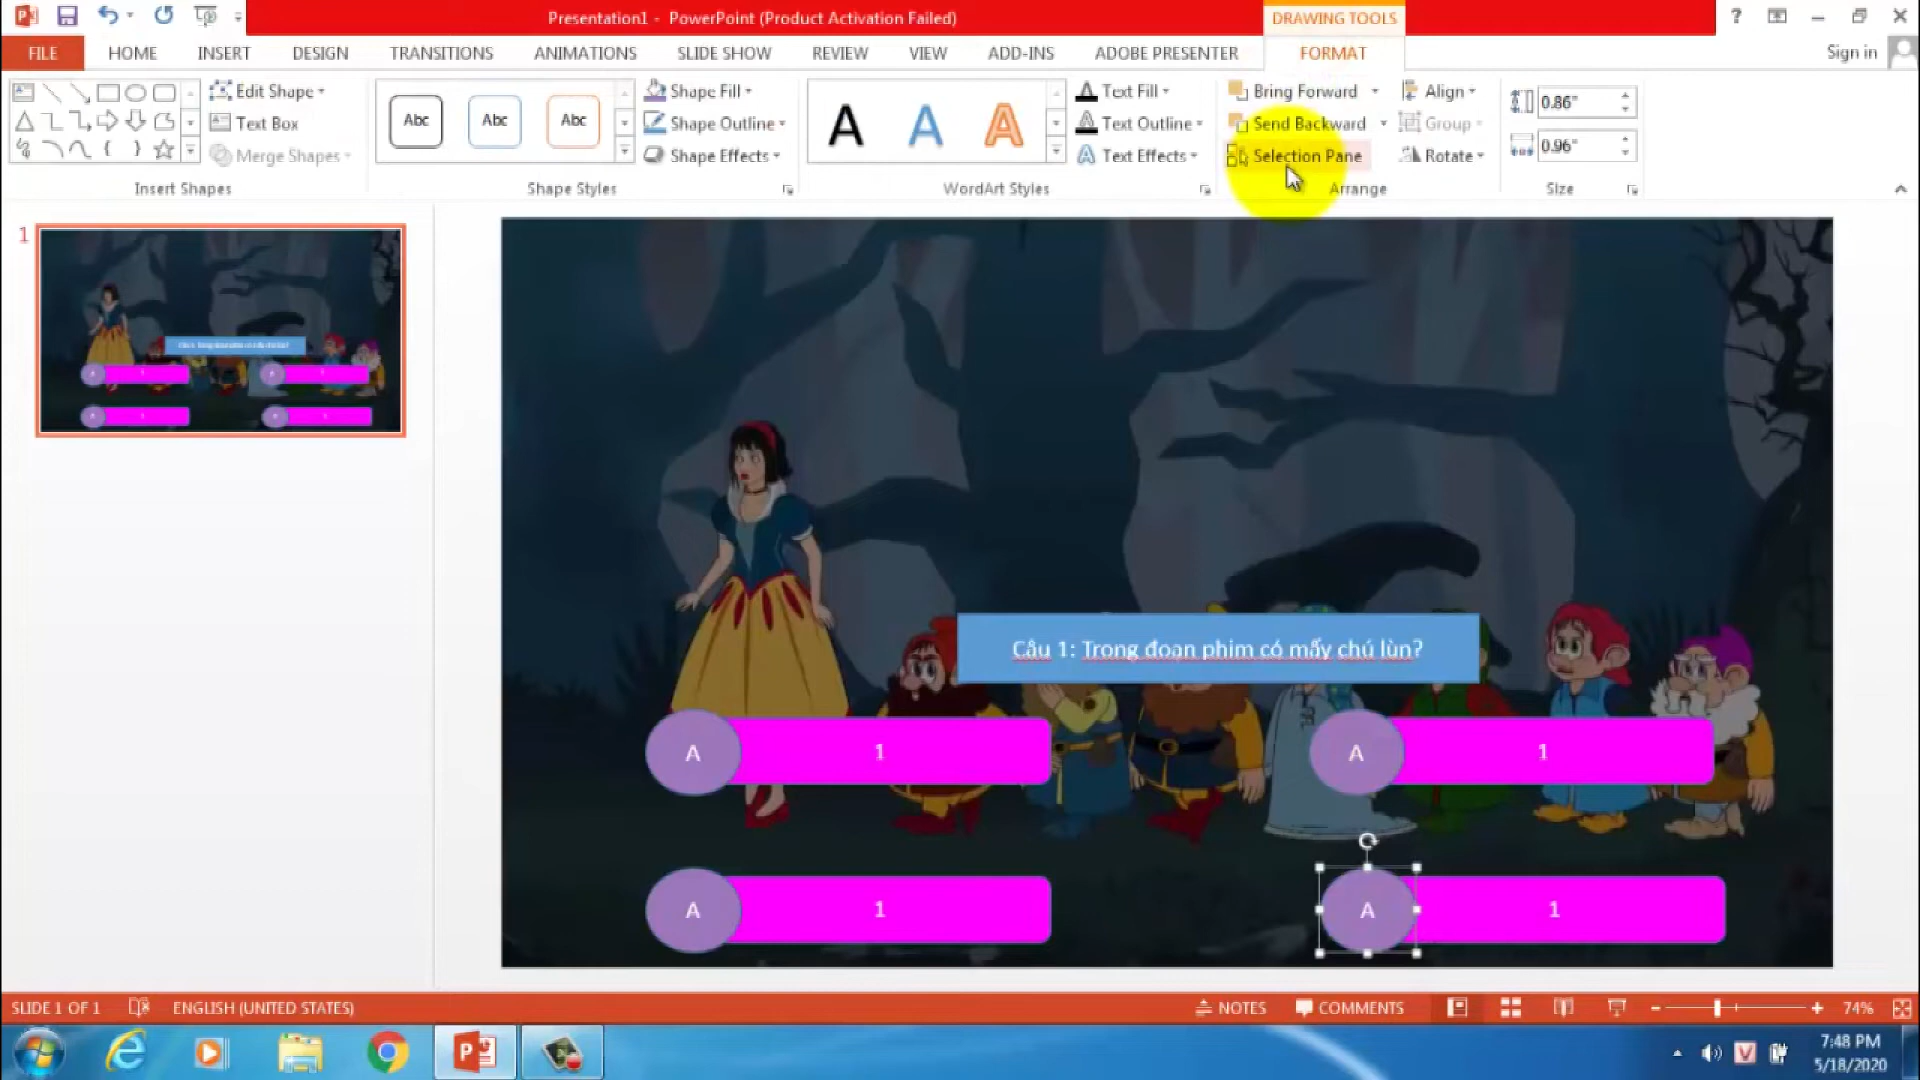 Presentation1 - PowerPoint (Product Activation Failed)
DRAWING TOOLS
?
FILE
HOME
INSERT
DESIGN
TRANSITIONS
ANIMATIONS
SLIDE SHOW
REVIEW
VIEW
ADD-INS
ADOBE PRESENTER
FORMAT
Sign in
Edit Shape
Text Box
Merge Shapes
Insert Shapes
Abc
Abc
Abc
Shape Fill
Shape Outline
Shape Effects
Shape Styles
A
A
A
WordArt Styles
Text Fill
Text Outline
Text Effects
Bring Forward
Send Backward
Selection Pane
Align
Group
Rotate
Arrange
0.86"
0.96"
Size
1
Câu 1: Trong đoạn phim có mấy chú lùn?
A 1
A 1
A 1
A 1
SLIDE 1 OF 1
ENGLISH (UNITED STATES)
NOTES
COMMENTS
74%
7:48 PM
5/18/2020